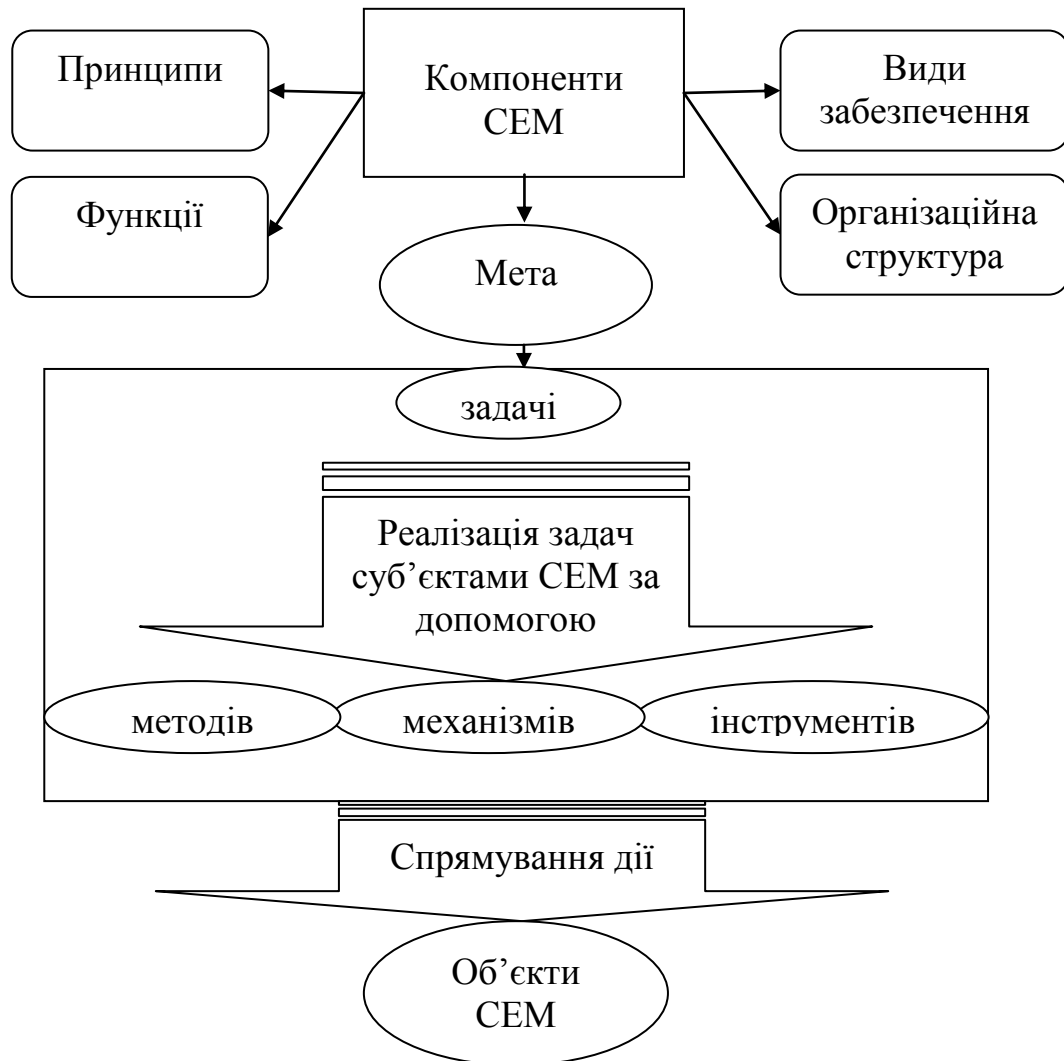 Принципи
Компоненти
СЕМ
Види
забезпечення
Функції
Організаційна
структура
Мета
задачі
Реалізація задач
суб’єктами СЕМ за
допомогою
методів
механізмів
інструментів
Спрямування дії
Об’єкти
СЕМ